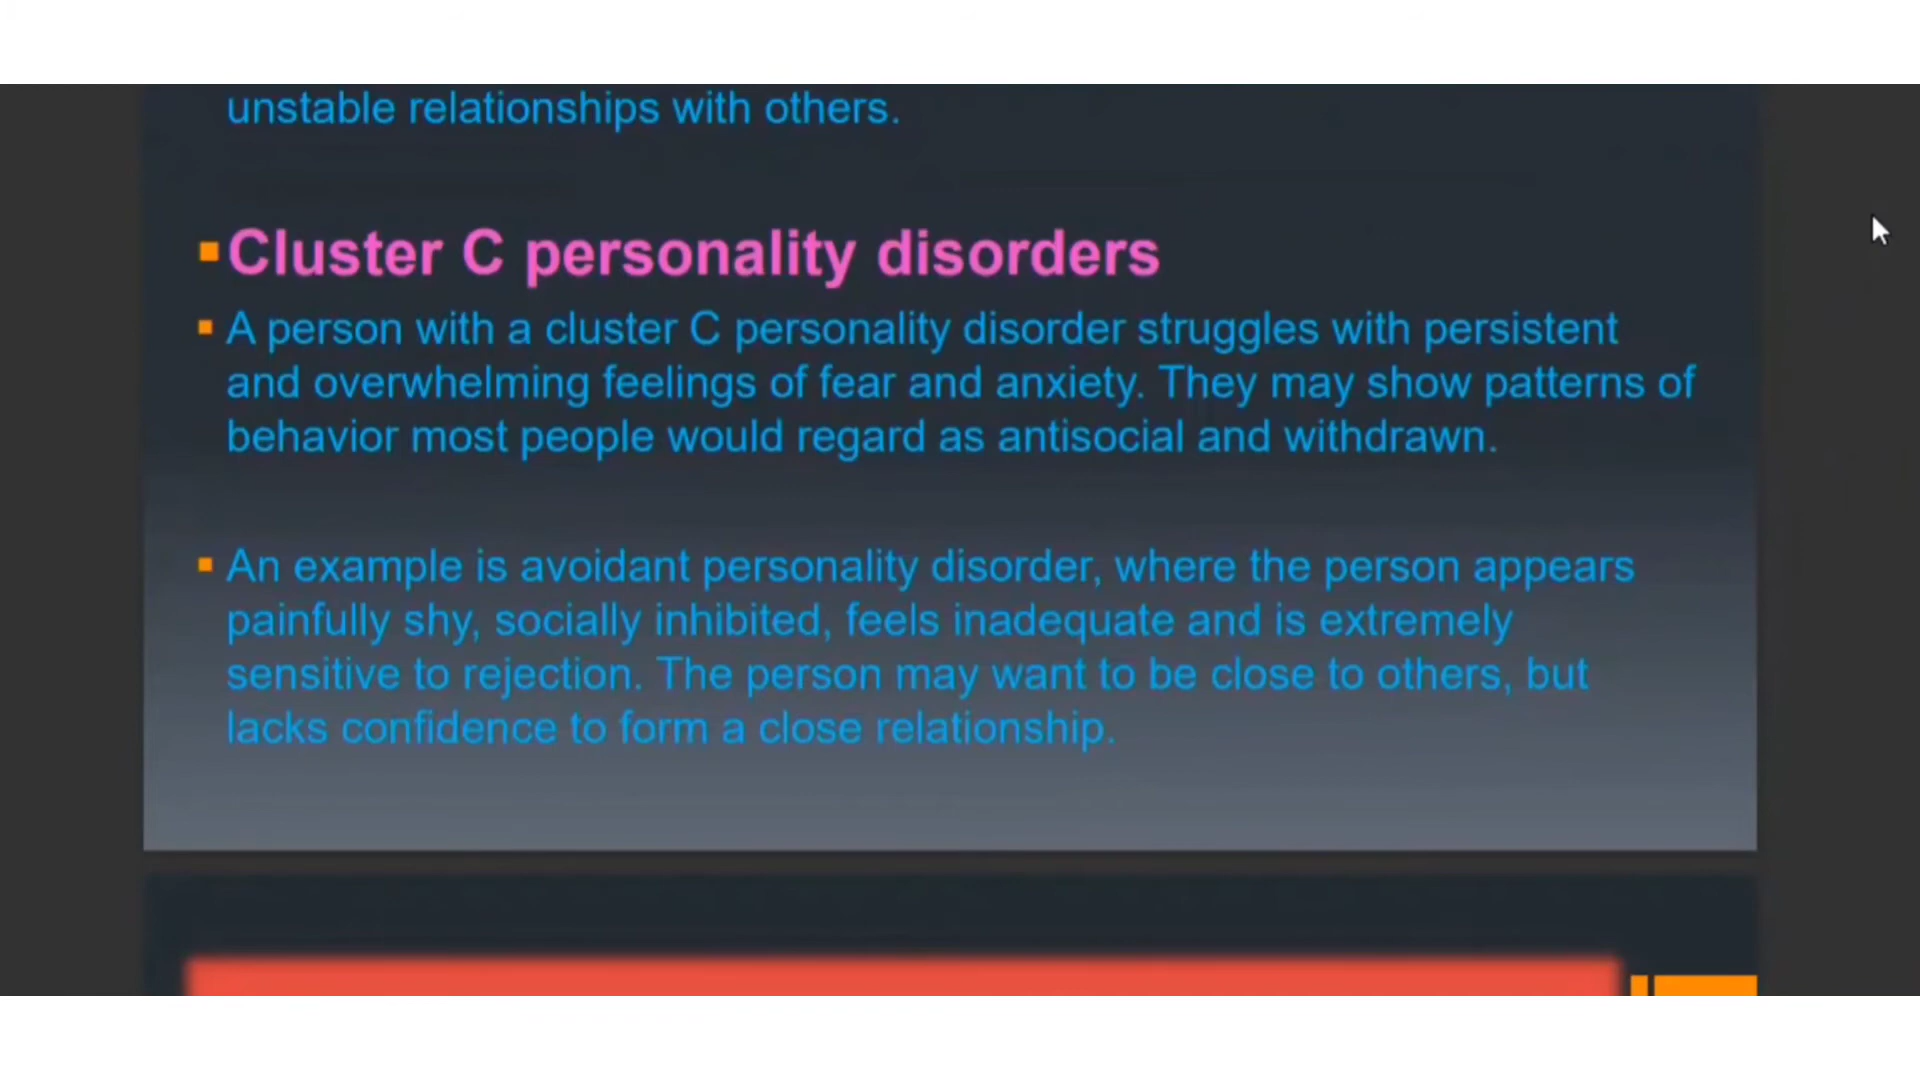 unstable relationships with others.
Cluster C personality disorders
A person with a cluster C personality disorder struggles with persistent
and overwhelming feelings of fear and anxiety. They may show patterns of
behavior most people would regard as antisocial and withdrawn.
An example is avoidant personality disorder, where the person appears
painfully shy, socially inhibited, feels inadequate and is extremely
sensitive to rejection. The person may want to be close to others, but
lacks confidence to form a close relationship.